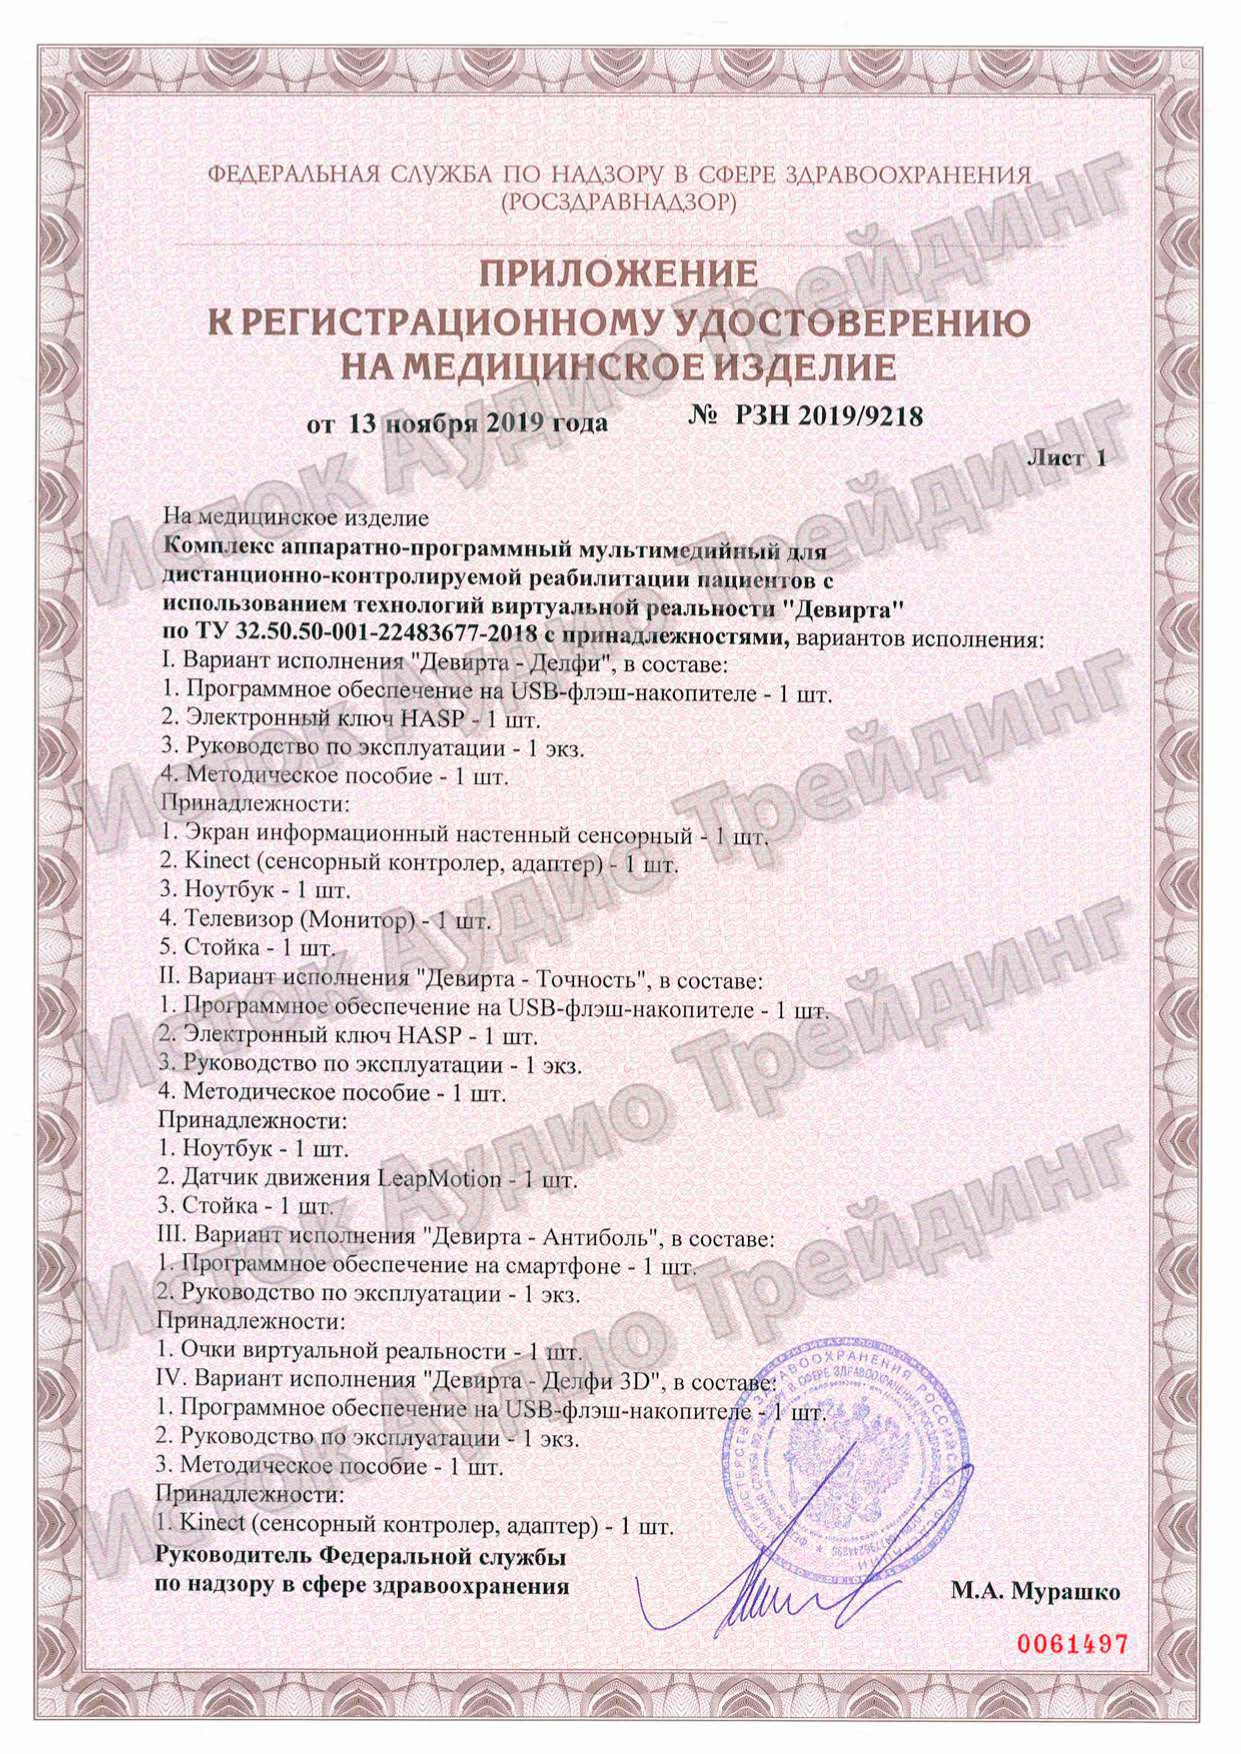 ФЕДЕРАЛЬНАЯ СЛУЖБА ПО НАДЗОРУ В СФЕРЕ ЗДРАВООХРАНЕНИЯ
(РОСЗДРАВНАДЗОР)
ПРИЛОЖЕНИЕ
К РЕГИСТРАЦИОННОМУ УДОСТОВЕРЕНИЮ
НА МЕДИЦИНСКОЕ ИЗДЕЛИЕ
от 13 ноября 2019 года № РЗН 2019/9218
Лист 1
На медицинское изделие
Комплекс аппаратно-программный мультимедийный для
дистанционно-контролируемой реабилитации пациентов с
использованием технологий виртуальной реальности "Девирта"
по ТУ 32.50.50-001-22483677-2018 с принадлежностями, вариантов исполнения:
I. Вариант исполнения "Девирта - Делфи", в составе:
1. Программное обеспечение на USB-флэш-накопителе - 1 шт.
2. Электронный ключ HASP - 1 шт.
3. Руководство по эксплуатации - 1 экз.
4. Методическое пособие - 1 шт.
Принадлежности:
1. Экран информационный настенный сенсорный - 1 шт.
2. Kinect (сенсорный контролер, адаптер) - 1 шт.
3. Ноутбук - 1 шт.
4. Телевизор (Монитор) - 1 шт.
5. Стойка - 1 шт.
II. Вариант исполнения "Девирта - Точность", в составе:
1. Программное обеспечение на USB-флэш-накопителе - 1 шт.
2. Электронный ключ HASP - 1 шт.
3. Руководство по эксплуатации - 1 экз.
4. Методическое пособие - 1 шт.
Принадлежности:
1. Ноутбук - 1 шт.
2. Датчик движения LeapMotion - 1 шт.
3. Стойка - 1 шт.
III. Вариант исполнения "Девирта - Антиболь", в составе:
1. Программное обеспечение на смартфоне - 1 шт.
2. Руководство по эксплуатации - 1 экз.
Принадлежности:
1. Очки виртуальной реальности - 1 шт.
IV. Вариант исполнения "Девирта - Делфи 3D", в составе:
1. Программное обеспечение на USB-флэш-накопителе - 1 шт.
2. Руководство по эксплуатации - 1 экз.
3. Методическое пособие - 1 шт.
Принадлежности:
1. Kinect (сенсорный контролер, адаптер) - 1 шт.
Руководитель Федеральной службы
по надзору в сфере здравоохранения
М.А. Мурашко
0061497
Исток Аудио Трейдинг
Исток Аудио Трейдинг
Исток Аудио Трейдинг
Исток Аудио Трейдинг
Исток Аудио Трейдинг